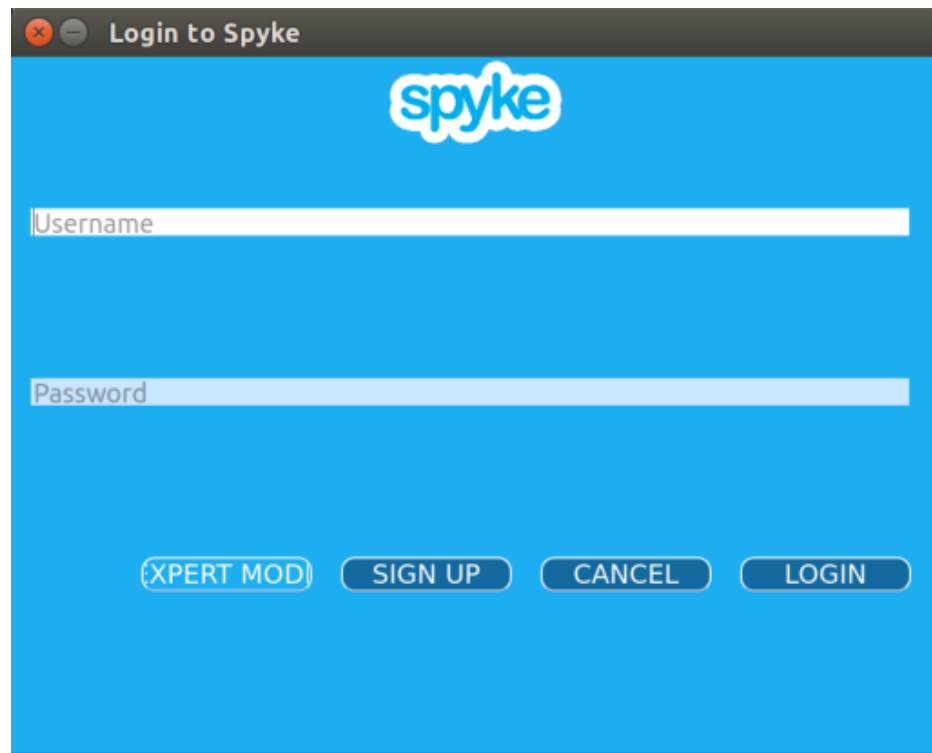 Login to Spyke
spyke
Username
Password
XPERT MOD SIGN UP CANCEL LOGIN